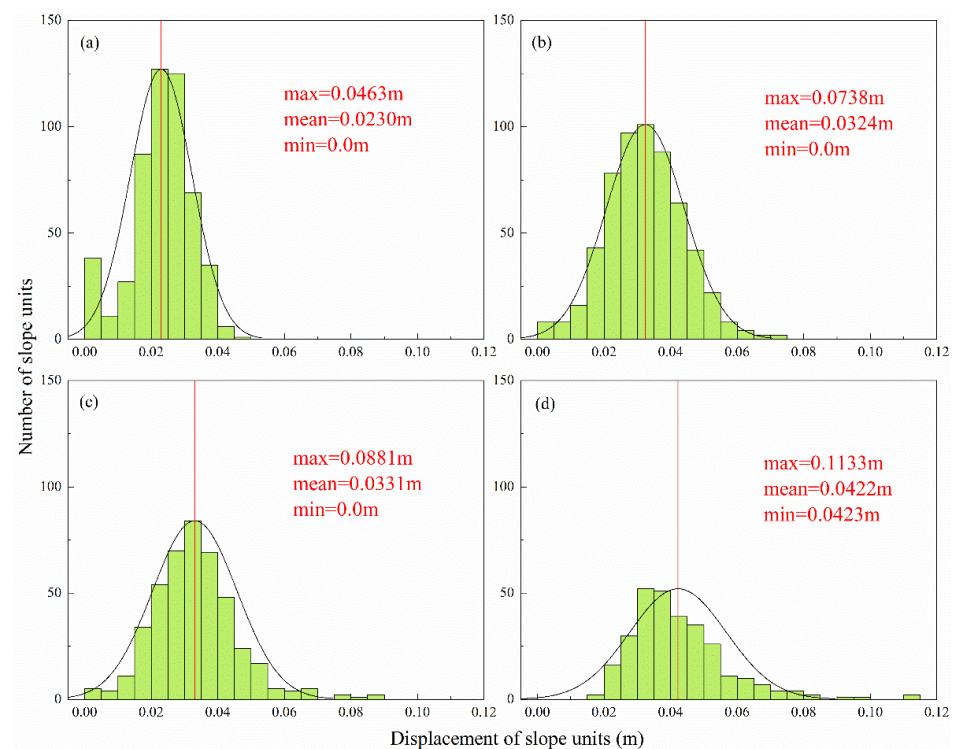 150
(a)
max=0.0463m
mean=0.0230m
min=0.0m
100
50
0
0.00 0.02 0.04 0.06 0.08 0.10 0.12
(b)
max=0.0738m
mean=0.0324m
min=0.0m
150
100
50
0
0.00 0.02 0.04 0.06 0.08 0.10 0.12
Number of slope units
150
(c)
max=0.0881m
mean=0.0331m
min=0.0m
100
50
0
0.00 0.02 0.04 0.06 0.08 0.10 0.12
150
(d)
max=0.1133m
mean=0.0422m
min=0.0423m
100
50
0
0.00 0.02 0.04 0.06 0.08 0.10 0.12
Displacement of slope units (m)